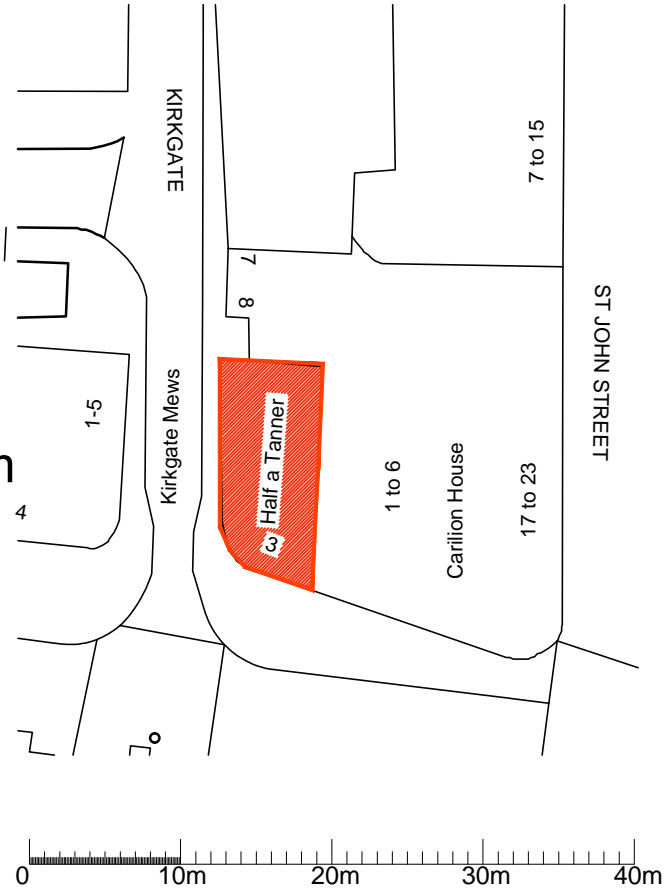 KIRKGATE
7 to 15
7
8
ST JOHN STREET
Kirkgate Mews
1-5
Half a Tanner
3
1 to 6
Carilion House
17 to 23
n
4
0
10m
20m
30m
40m